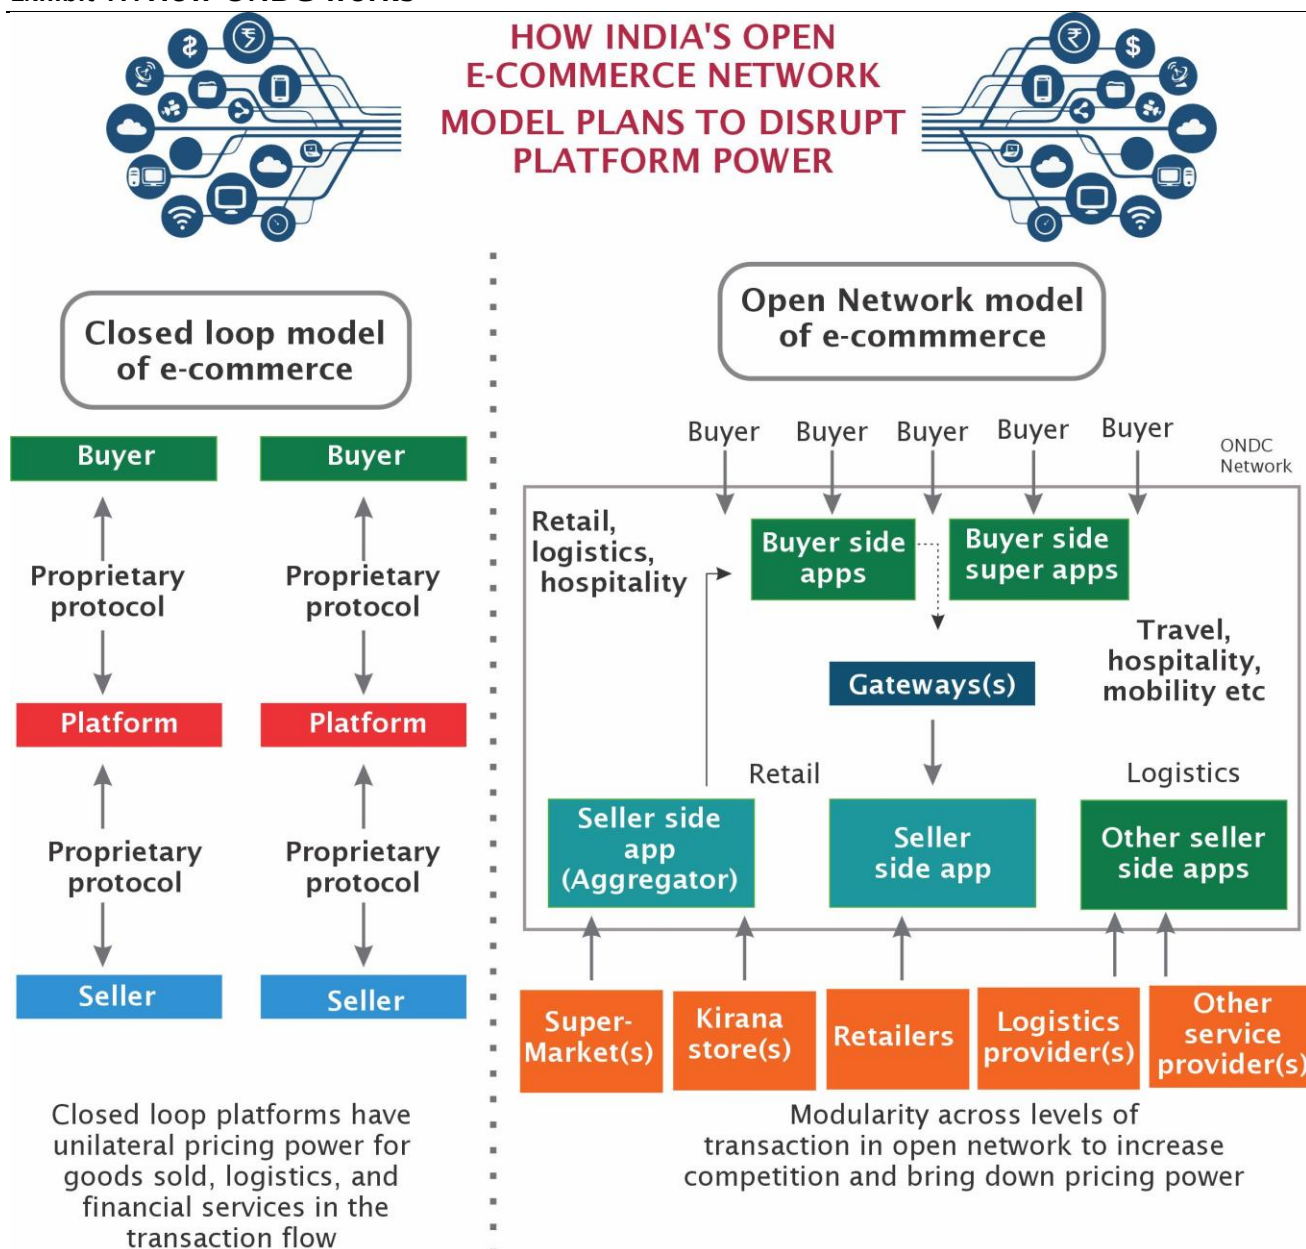 HOW INDIA'S OPEN
E-COMMERCE NETWORK
MODEL PLANS TO DISRUPT
PLATFORM POWER
Closed loop model
of e-commerce
Buyer
Buyer
Proprietary
protocol
Proprietary
protocol
Platform
Platform
Proprietary
protocol
Proprietary
protocol
Seller
Seller
Closed loop platforms have
unilateral pricing power for
goods sold, logistics, and
financial services in the
transaction flow
Open Network model
of e-commmerce
Buyer
Buyer
Buyer
Buyer
Buyer
ONDC
Network
Retail,
logistics,
hospitality
Buyer side
apps
Buyer side
super apps
Travel,
hospitality,
mobility etc
Gateways(s)
Retail
Logistics
Seller side
app
(Aggregator)
Seller
side app
Other seller
side apps
Super-
Market(s)
Kirana
store(s)
Retailers
Logistics
provider(s)
Other
service
provider(s)
Modularity across levels of
transaction in open network to increase
competition and bring down pricing power